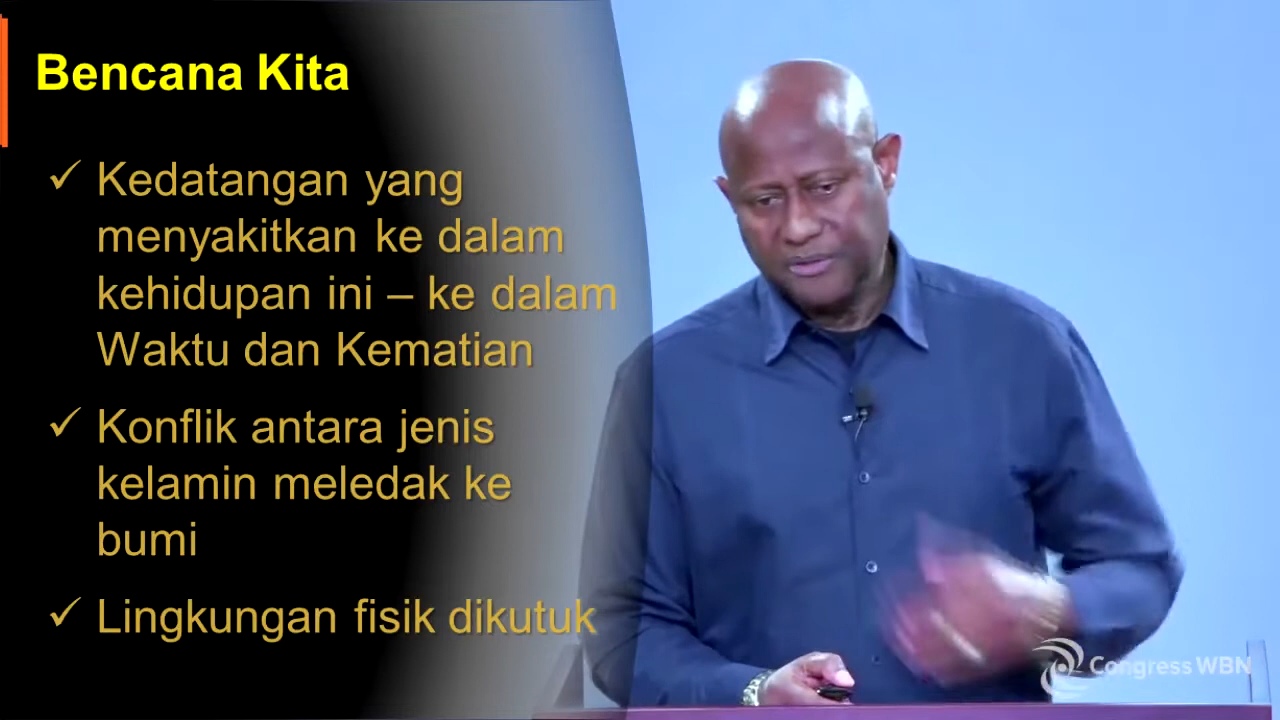 Bencana Kita
✓ Kedatangan yang
menyakitkan ke dalam
kehidupan ini – ke dalam
Waktu dan Kematian
✓ Konflik antara jenis
kelamin meledak ke
bumi
✓ Lingkungan fisik dikutuk
Congress WBN